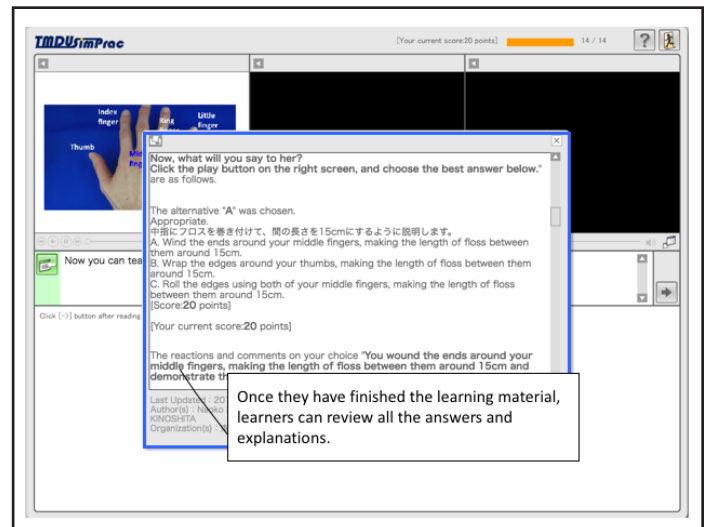 TMDUSimPrac
[Your current score:20 points]
14 / 14
?
Index
finger
Ring
Little
Finger
Thumb
Now, what will you say to her?
Click the play button on the right screen, and choose the best answer below."
are as follows.
The alternative "A" was chosen.
Appropriate.
中指にフロスを巻き付けて、間の長さを15cmにするように説明します。
A. Wind the ends around your middle fingers, making the length of floss between
them around 15cm.
B. Wrap the edges around your thumbs, making the length of floss between them
around 15cm.
C. Roll the edges using both of your middle fingers, making the length of floss
between them around 15cm.
[Score:20 points]
[Your current score:20 points]
The reactions and comments on your choice "You wound the ends around your
middle fingers, making the length of floss between them around 15cm and
demonstrate th
Now you can tea
Click [->] button after reading
Last Updated : 201
Author(s) : Naoko
KINOSHITA
Organization(s) :
Once they have finished the learning material,
learners can review all the answers and
explanations.